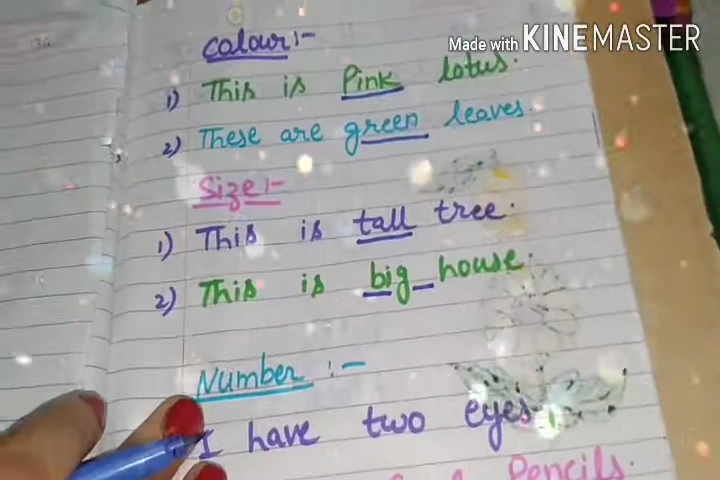 Made with KINEMASTER
colour:-
1) This is Pink lotus.
2) These are green leaves.
Size:-
1) This is tall tree.
2) This is big house.
Number:-
I have two eyes.
Pencils.